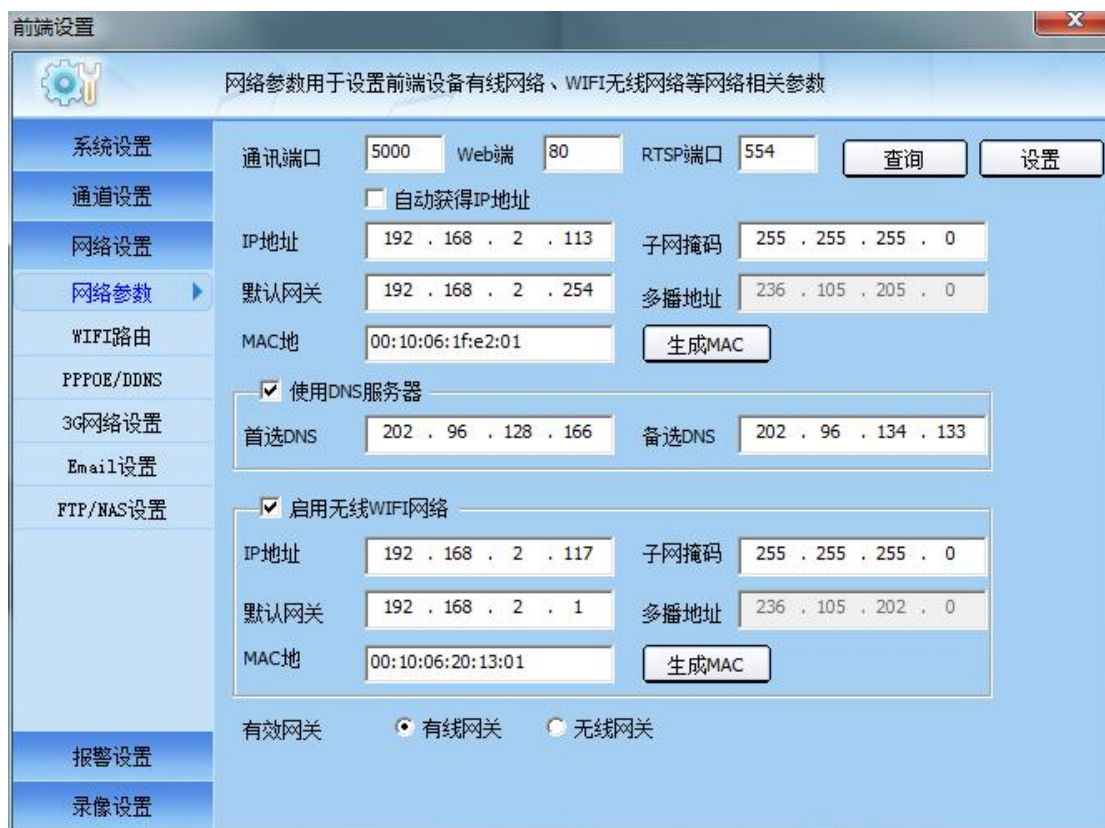 前端设置
X
网络参数用于设置前端设备有线网络、WIFI无线网络等网络相关参数
系统设置
通道设置
网络设置
网络参数
WIFI路由
PPPOE/DDNS
3G网络设置
Email设置
FTP/NAS设置
报警设置
录像设置
通讯端口 5000 Web端 80 RTSP端口 554 查询 设置
自动获得IP地址
IP地址 192 . 168 . 2 . 113 子网掩码 255 . 255 . 255 . 0
默认网关 192 . 168 . 2 . 254 多播地址 236 . 105 . 205 . 0
MAC地 00:10:06:1f:e2:01 生成MAC
使用DNS服务器
首选DNS 202 . 96 . 128 . 166 备选DNS 202 . 96 . 134 . 133
启用无线WIFI网络
IP地址 192 . 168 . 2 . 117 子网掩码 255 . 255 . 255 . 0
默认网关 192 . 168 . 2 . 1 多播地址 236 . 105 . 202 . 0
MAC地 00:10:06:20:13:01 生成MAC
有效网关 有线网关 无线网关